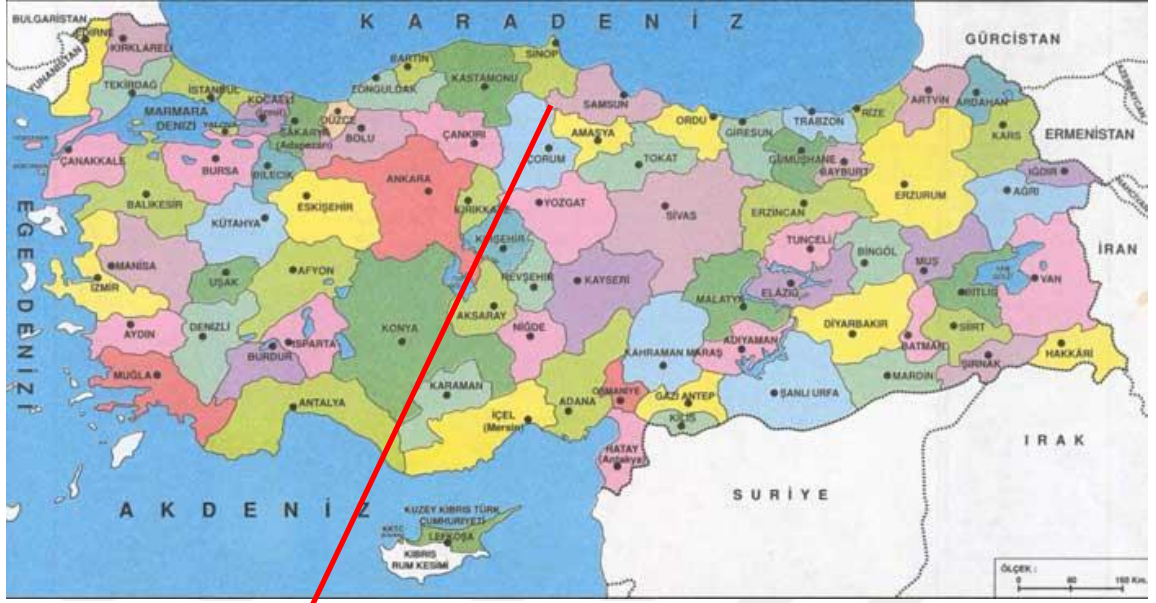 KARADENİZ
BULGARİSTAN
YUNANİSTAN
KIRKLARELİ
TEKİRDAĞ
İSTANBUL
MARMARA
DENİZİ
YALOVA
KOCAELİ
(İzmit)
SAKARYA
(Adapazarı)
DÜZCE
BOLU
ZONGULDAK
BARTIN
KASTAMONU
SİNOP
ÇANKIRI
ÇORUM
SAMSUN
AMASYA
ORDU
TOKAT
GİRESUN
TRABZON
GÜMÜŞHANE
BAYBURT
RİZE
ARTVİN
ARDAHAN
KARS
GÜRCİSTAN
ERMENİSTAN
AZERBAYCAN
NAHCIVAN
IĞDIR
AĞRI
ERZURUM
ERZİNCAN
SİVAS
YOZGAT
ANKARA
ESKİŞEHİR
BİLECİK
BURSA
ÇANAKKALE
BALIKESİR
KÜTAHYA
EGE DENİZİ
MANİSA
İZMİR
UŞAK
AFYON
KONYA
AKSARAY
KAYSERİ
NİĞDE
MALATYA
ELAZIĞ
TUNCELİ
BİNGÖL
MUŞ
BİTLİS
VAN
İRAN
HAKKÂRİ
ŞIRNAK
SİİRT
BATMAN
DİYARBAKIR
MARDİN
ŞANLI URFA
ADIYAMAN
KAHRAMAN MARAŞ
GAZİ ANTEP
KİLİS
OSMANİYE
HATAY
(Antakya)
ADANA
İÇEL
(Mersin)
KARAMAN
ANTALYA
ISPARTA
BURDUR
DENİZLİ
AYDIN
MUĞLA
AKDENİZ
KUZEY KIBRIS TÜRK
CUMHURİYETİ
LEFKOŞA
KIBRIS
RUM KESİMİ
SURİYE
IRAK
ÖLÇEK :
0 80 160 Km.